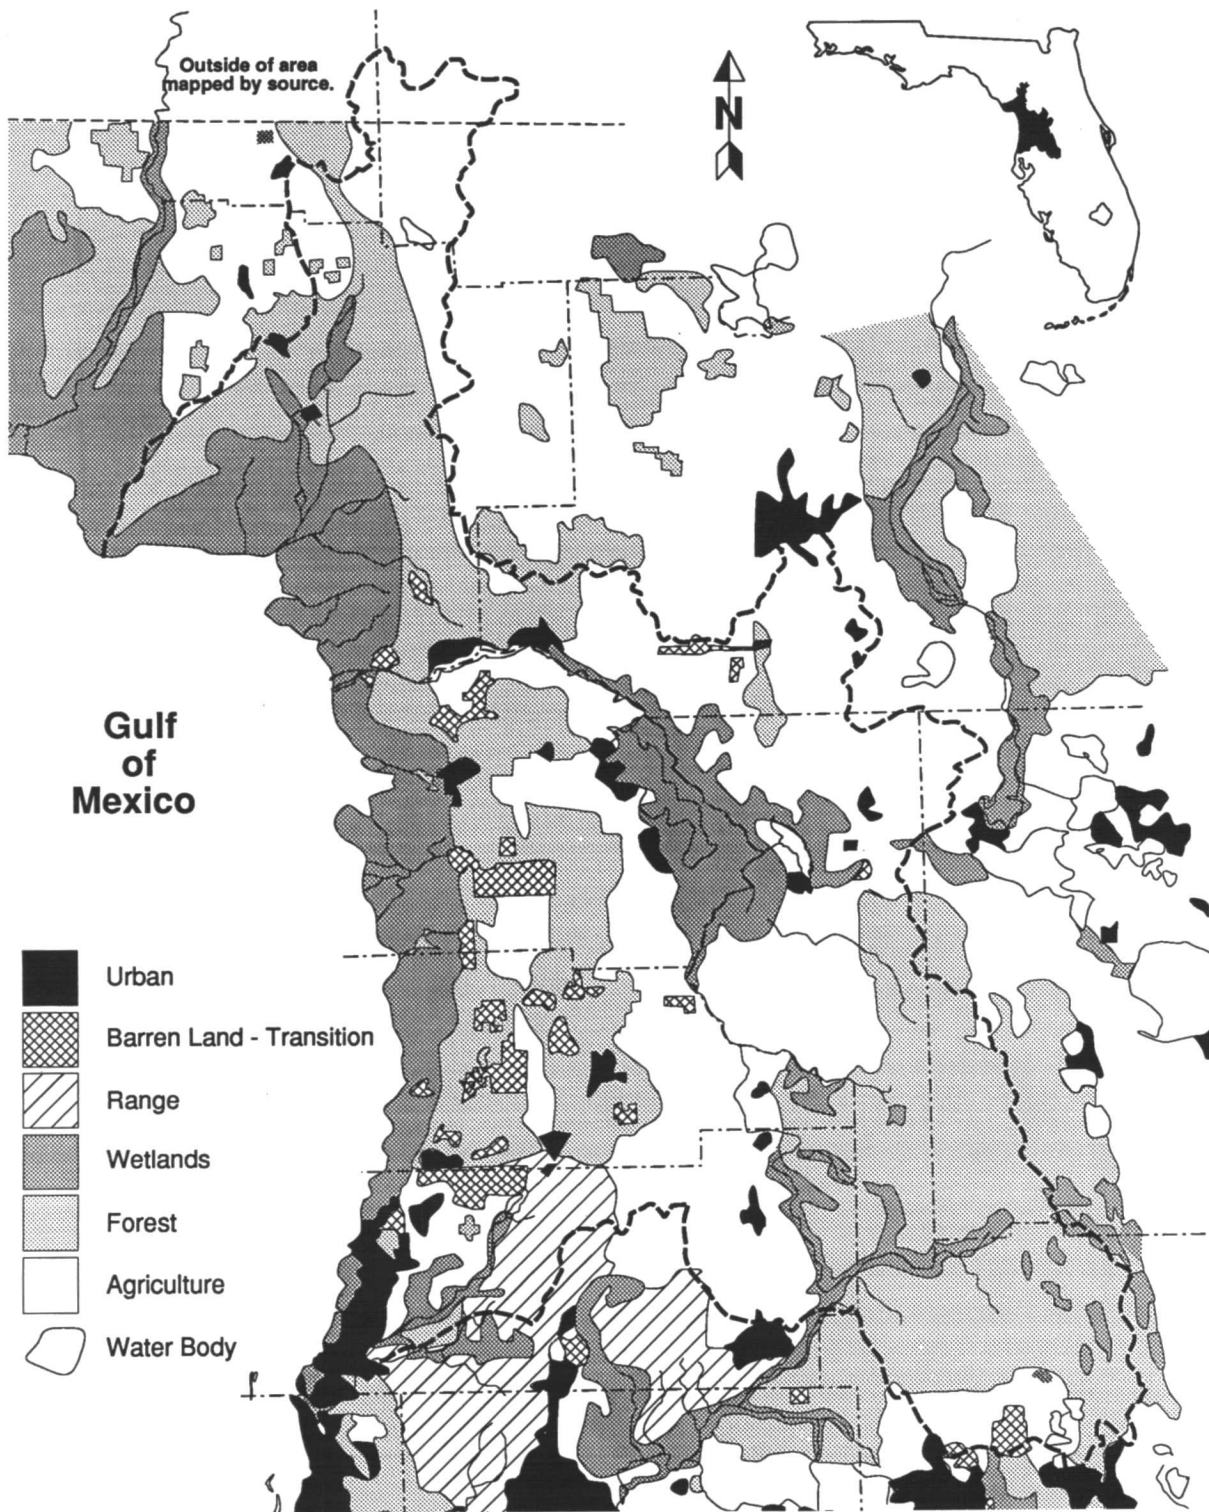 Outside of area
mapped by source.
N
Gulf
of
Mexico
Urban
Barren Land - Transition
Range
Wetlands
Forest
Agriculture
Water Body